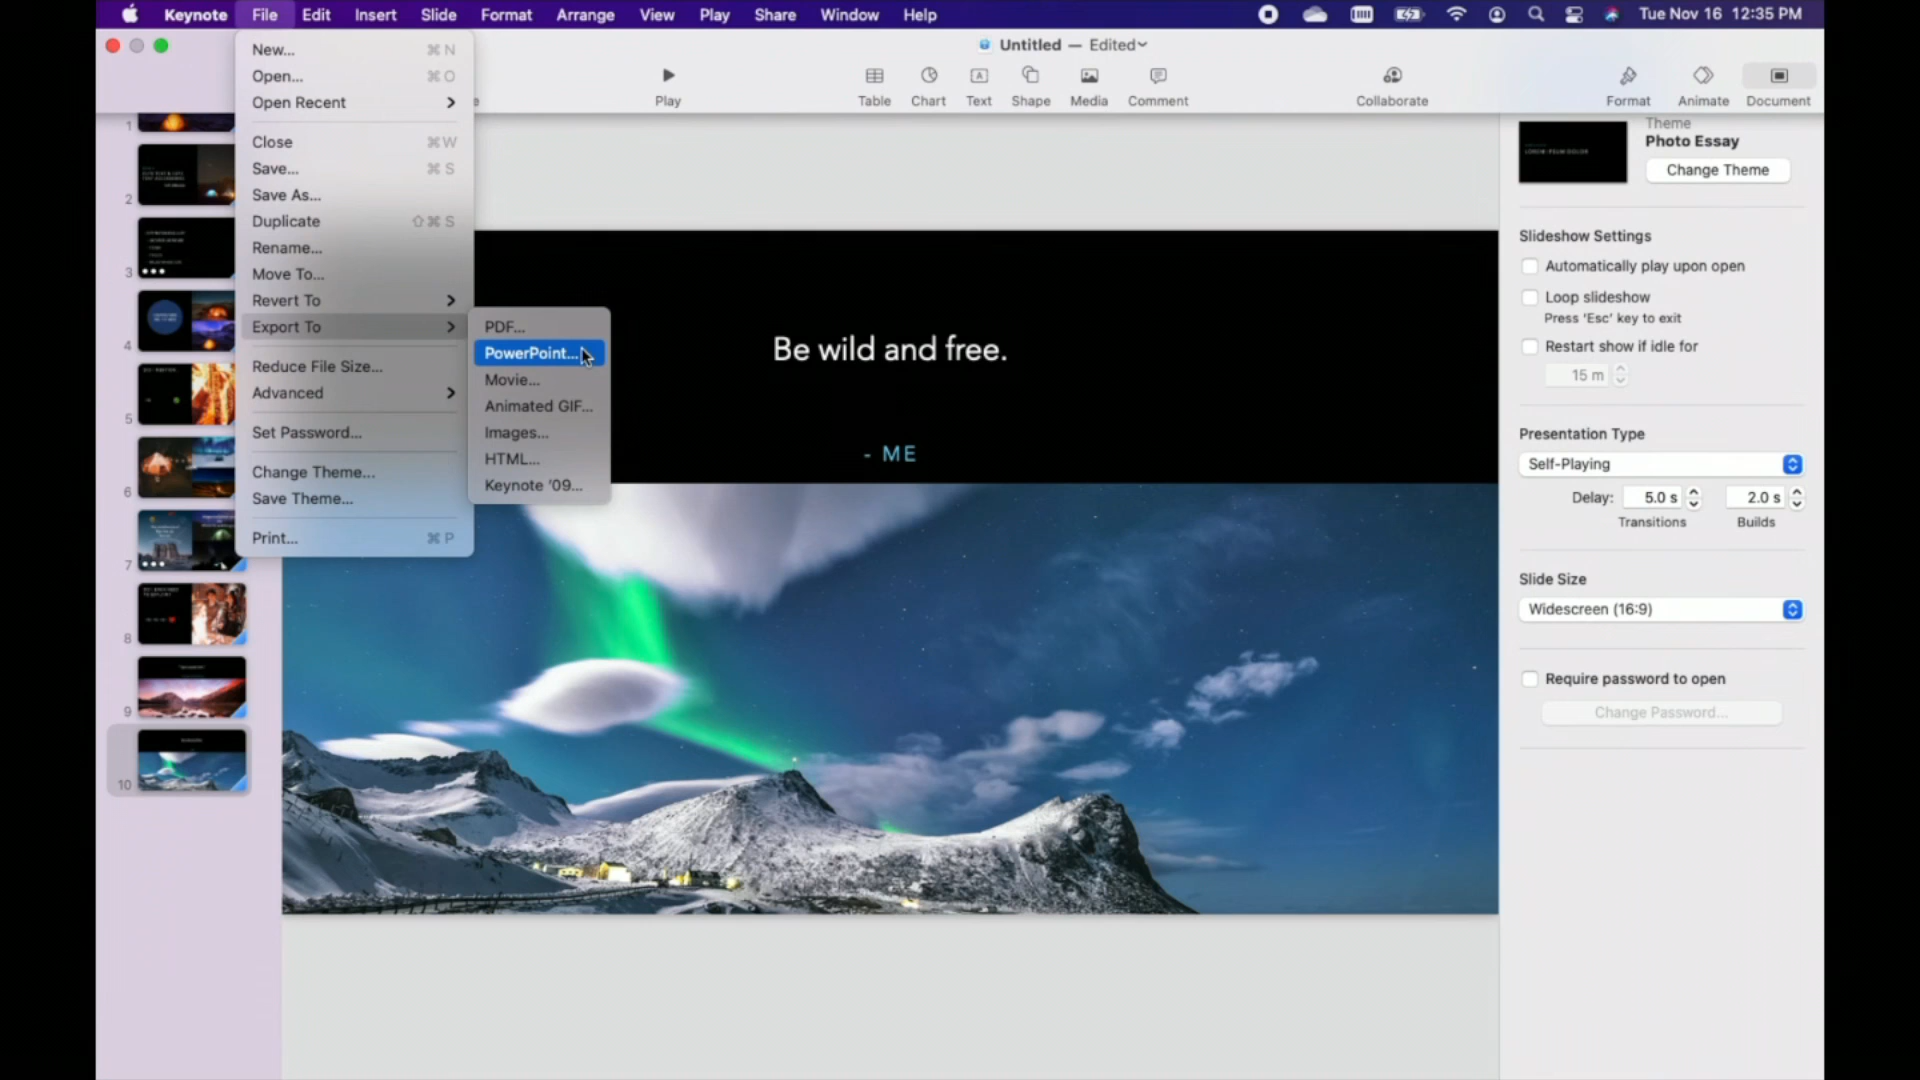 Keynote File Edit Insert Slide Format Arrange View Play Share Window Help Tue Nov 16 12:35 PM
Untitled — Edited
Play
Table
Chart
Text
Shape
Media
Comment
Collaborate
Format
Animate
Document
New... ⌘ N
Open... ⌘ O
Open Recent
Close ⌘ W
Save... ⌘ S
Save As...
Duplicate ⇧ ⌘ S
Rename...
Move To...
Revert To
Export To
Reduce File Size...
Advanced
Set Password...
Change Theme...
Save Theme...
Print... ⌘ P
PDF...
PowerPoint...
Movie...
Animated GIF...
Images...
HTML...
Keynote '09...
1
2
3
4
5
6
7
8
9
10
Be wild and free.
- ME
Theme
Photo Essay
Change Theme
Slideshow Settings
Automatically play upon open
Loop slideshow
Press 'Esc' key to exit
Restart show if idle for
15 m
Presentation Type
Self-Playing
Delay: 5.0 s 2.0 s
Transitions Builds
Slide Size
Widescreen (16:9)
Require password to open
Change Password...